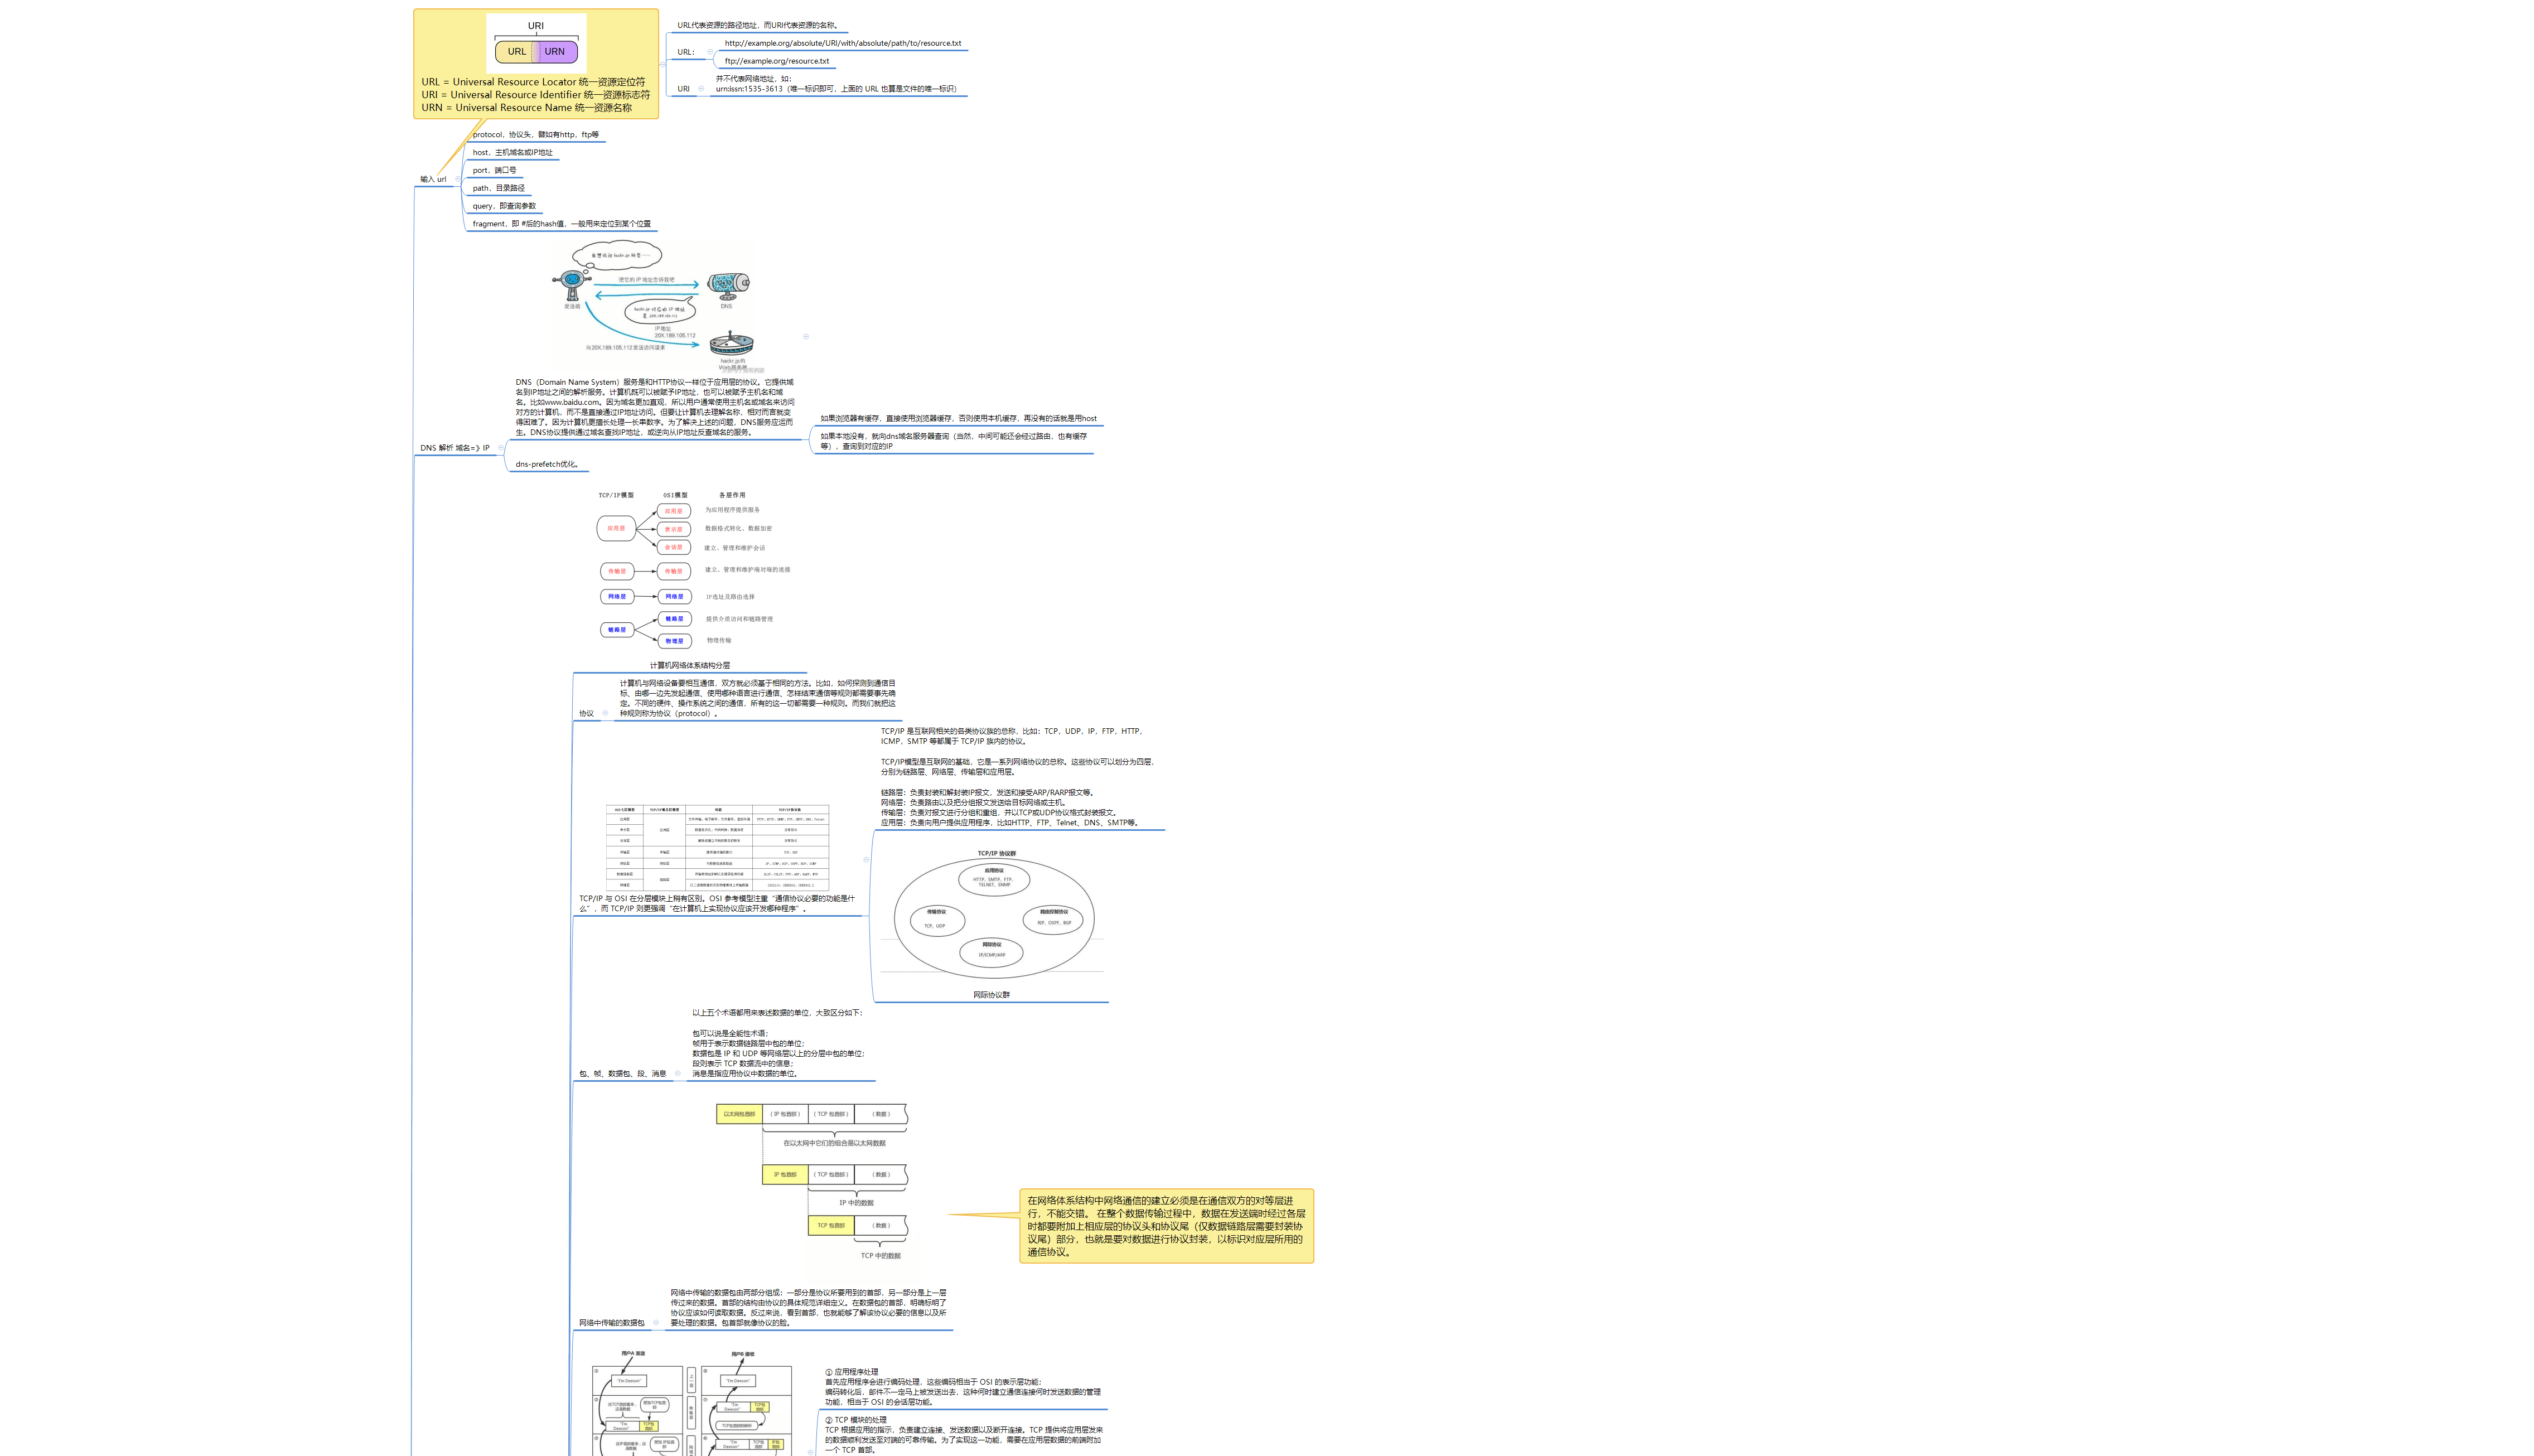 URI
URL
URN
URL = Universal Resource Locator 统一资源定位符
URI = Universal Resource Identifier 统一资源标志符
URN = Universal Resource Name 统一资源名称
URL代表资源的路径地址，而URI代表资源的名称。
URL：
http://example.org/absolute/URI/with/absolute/path/to/resource.txt
ftp://example.org/resource.txt
URI
并不代表网络地址，如：
urn:issn:1535-3613（唯一标识即可，上面的 URL 也算是文件的唯一标识）
输入 url
protocol，协议头，譬如有http，ftp等
host，主机域名或IP地址
port，端口号
path，目录路径
query，即查询参数
fragment，即 #后的hash值，一般用来定位到某个位置
把您的 IP 地址告诉我吧
发送端
DNS
IP地址
20X.189.105.112
向20X.189.105.112发送访问请求
hackr.jp的
Web服务器
DNS 解析 域名=》IP
DNS（Domain Name System）服务是和HTTP协议一样位于应用层的协议。它提供域
名到IP地址之间的解析服务。计算机既可以被赋予IP地址，也可以被赋予主机名和域
名。比如www.baidu.com。因为域名更加直观，所以用户通常使用主机名或域名来访问
对方的计算机，而不是直接通过IP地址访问。但要让计算机去理解名称，相对而言就变
得困难了。因为计算机更擅长处理一长串数字。为了解决上述的问题，DNS服务应运而
生。DNS协议提供通过域名查找IP地址，或逆向从IP地址反查域名的服务。
如果浏览器有缓存，直接使用浏览器缓存，否则使用本机缓存，再没有的话就是用host
如果本地没有，就向dns域名服务器查询（当然，中间可能还会经过路由，也有缓存
等），查询到对应的IP
dns-prefetch优化。
TCP/IP模型
OSI模型
各层作用
应用层
应用层
为应用程序提供服务
表示层
数据格式转化、数据加密
会话层
建立、管理和维护会话
传输层
传输层
建立、管理和维护端对端的连接
网络层
网络层
IP选址及路由选择
链路层
链路层
提供介质访问和链路管理
物理层
物理传输
计算机网络体系结构分层
协议
计算机与网络设备要相互通信，双方就必须基于相同的方法。比如，如何探测到通信目
标、由哪一边先发起通信、使用哪种语言进行通信、怎样结束通信等规则都需要事先确
定。不同的硬件、操作系统之间的通信，所有的这一切都需要一种规则。而我们就把这
种规则称为协议（protocol）。
TCP/IP 与 OSI 在分层模块上稍有区别。OSI 参考模型注重“通信协议必要的功能是什
么”，而 TCP/IP 则更强调“在计算机上实现协议应该开发哪种程序”。
TCP/IP 是互联网相关的各类协议族的总称，比如：TCP，UDP，IP，FTP，HTTP，
ICMP，SMTP 等都属于 TCP/IP 族内的协议。
TCP/IP模型是互联网的基础，它是一系列网络协议的总称。这些协议可以划分为四层，
分别为链路层、网络层、传输层和应用层。
链路层：负责封装和解封装IP报文，发送和接受ARP/RARP报文等。
网络层：负责路由以及把分组报文发送给目标网络或主机。
传输层：负责对报文进行分组和重组，并以TCP或UDP协议格式封装报文。
应用层：负责向用户提供应用程序，比如HTTP、FTP、Telnet、DNS、SMTP等。
TCP/IP 协议群
应用协议
HTTP，SMTP，FTP，
TELNET，SNMP
传输协议
TCP，UDP
路由控制协议
RIP，OSPF，BGP
网际协议
IP/ICMP/ARP
网际协议群
包、帧、数据包、段、消息
以上五个术语都用来表述数据的单位，大致区分如下：
包可以说是全能性术语；
帧用于表示数据链路层中包的单位；
数据包是 IP 和 UDP 等网络层以上的分层中包的单位；
段则表示 TCP 数据流中的信息；
消息是指应用协议中数据的单位。
以太网包首部
（IP 包首部）
（TCP 包首部）
（数据）
在以太网中它们的组合是以太网数据
IP 包首部
（TCP 包首部）
（数据）
IP 中的数据
TCP 包首部
（数据）
TCP 中的数据
在网络体系结构中网络通信的建立必须是在通信双方的对等层进
行，不能交错。 在整个数据传输过程中，数据在发送端时经过各层
时都要附加上相应层的协议头和协议尾（仅数据链路层需要封装协
议尾）部分，也就是要对数据进行协议封装，以标识对应层所用的
通信协议。
网络中传输的数据包
网络中传输的数据包由两部分组成：一部分是协议所要用到的首部，另一部分是上一层
传过来的数据。首部的结构由协议的具体规范详细定义。在数据包的首部，明确标明了
协议应该如何读取数据。反过来说，看到首部，也就能够了解该协议必要的信息以及所
要处理的数据。包首部就像协议的脸。
用户A 发送
用户B 接收
① 应用程序处理
首先应用程序会进行编码处理，这些编码相当于 OSI 的表示层功能；
编码转化后，邮件不一定马上被发送出去，这种何时建立通信连接何时发送数据的管理
功能，相当于 OSI 的会话层功能。
② TCP 模块的处理
TCP 根据应用的指示，负责建立连接、发送数据以及断开连接。TCP 提供将应用层发来
的数据顺利发送至对端的可靠传输。为了实现这一功能，需要在应用层数据的前端附加
一个 TCP 首部。